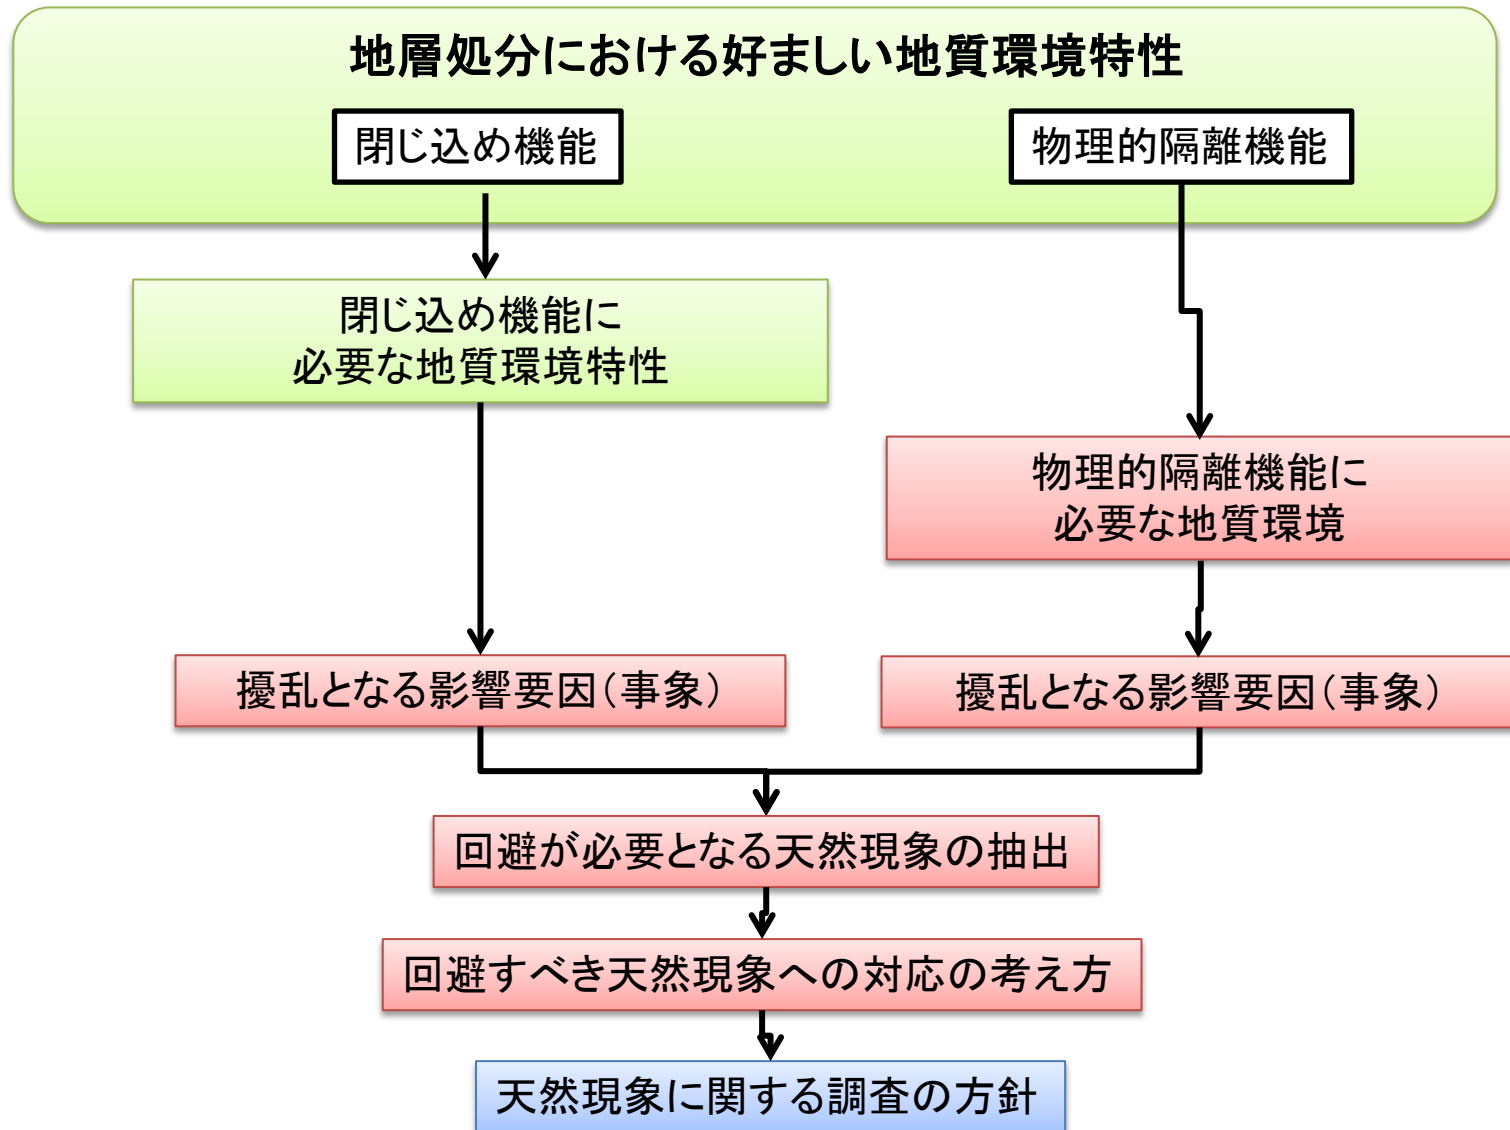 地層処分における好ましい地質環境特性
閉じ込め機能
物理的隔離機能
閉じ込め機能に
必要な地質環境特性
物理的隔離機能に
必要な地質環境
擾乱となる影響要因(事象)
擾乱となる影響要因(事象)
回避が必要となる天然現象の抽出
回避すべき天然現象への対応の考え方
天然現象に関する調査の方針